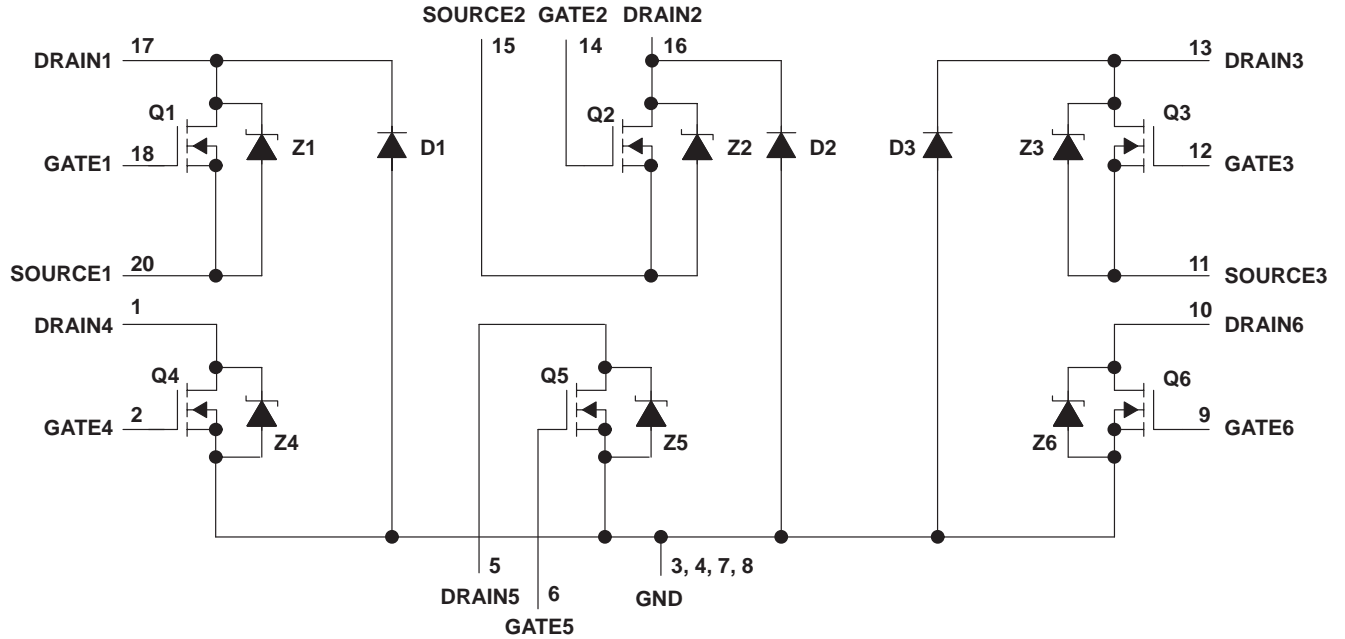 SOURCE2 GATE2 DRAIN2
15 14 16
DRAIN1 17
13 DRAIN3
Q1 Q2 Q3
Z1 D1 Z2 D2 D3 Z3
GATE1 18
12 GATE3
SOURCE1 20
11 SOURCE3
DRAIN4 1
10 DRAIN6
Q4 Q5 Q6
GATE4 2
9 GATE6
Z4 Z5 Z6
5
DRAIN5
6
GATE5
3, 4, 7, 8
GND